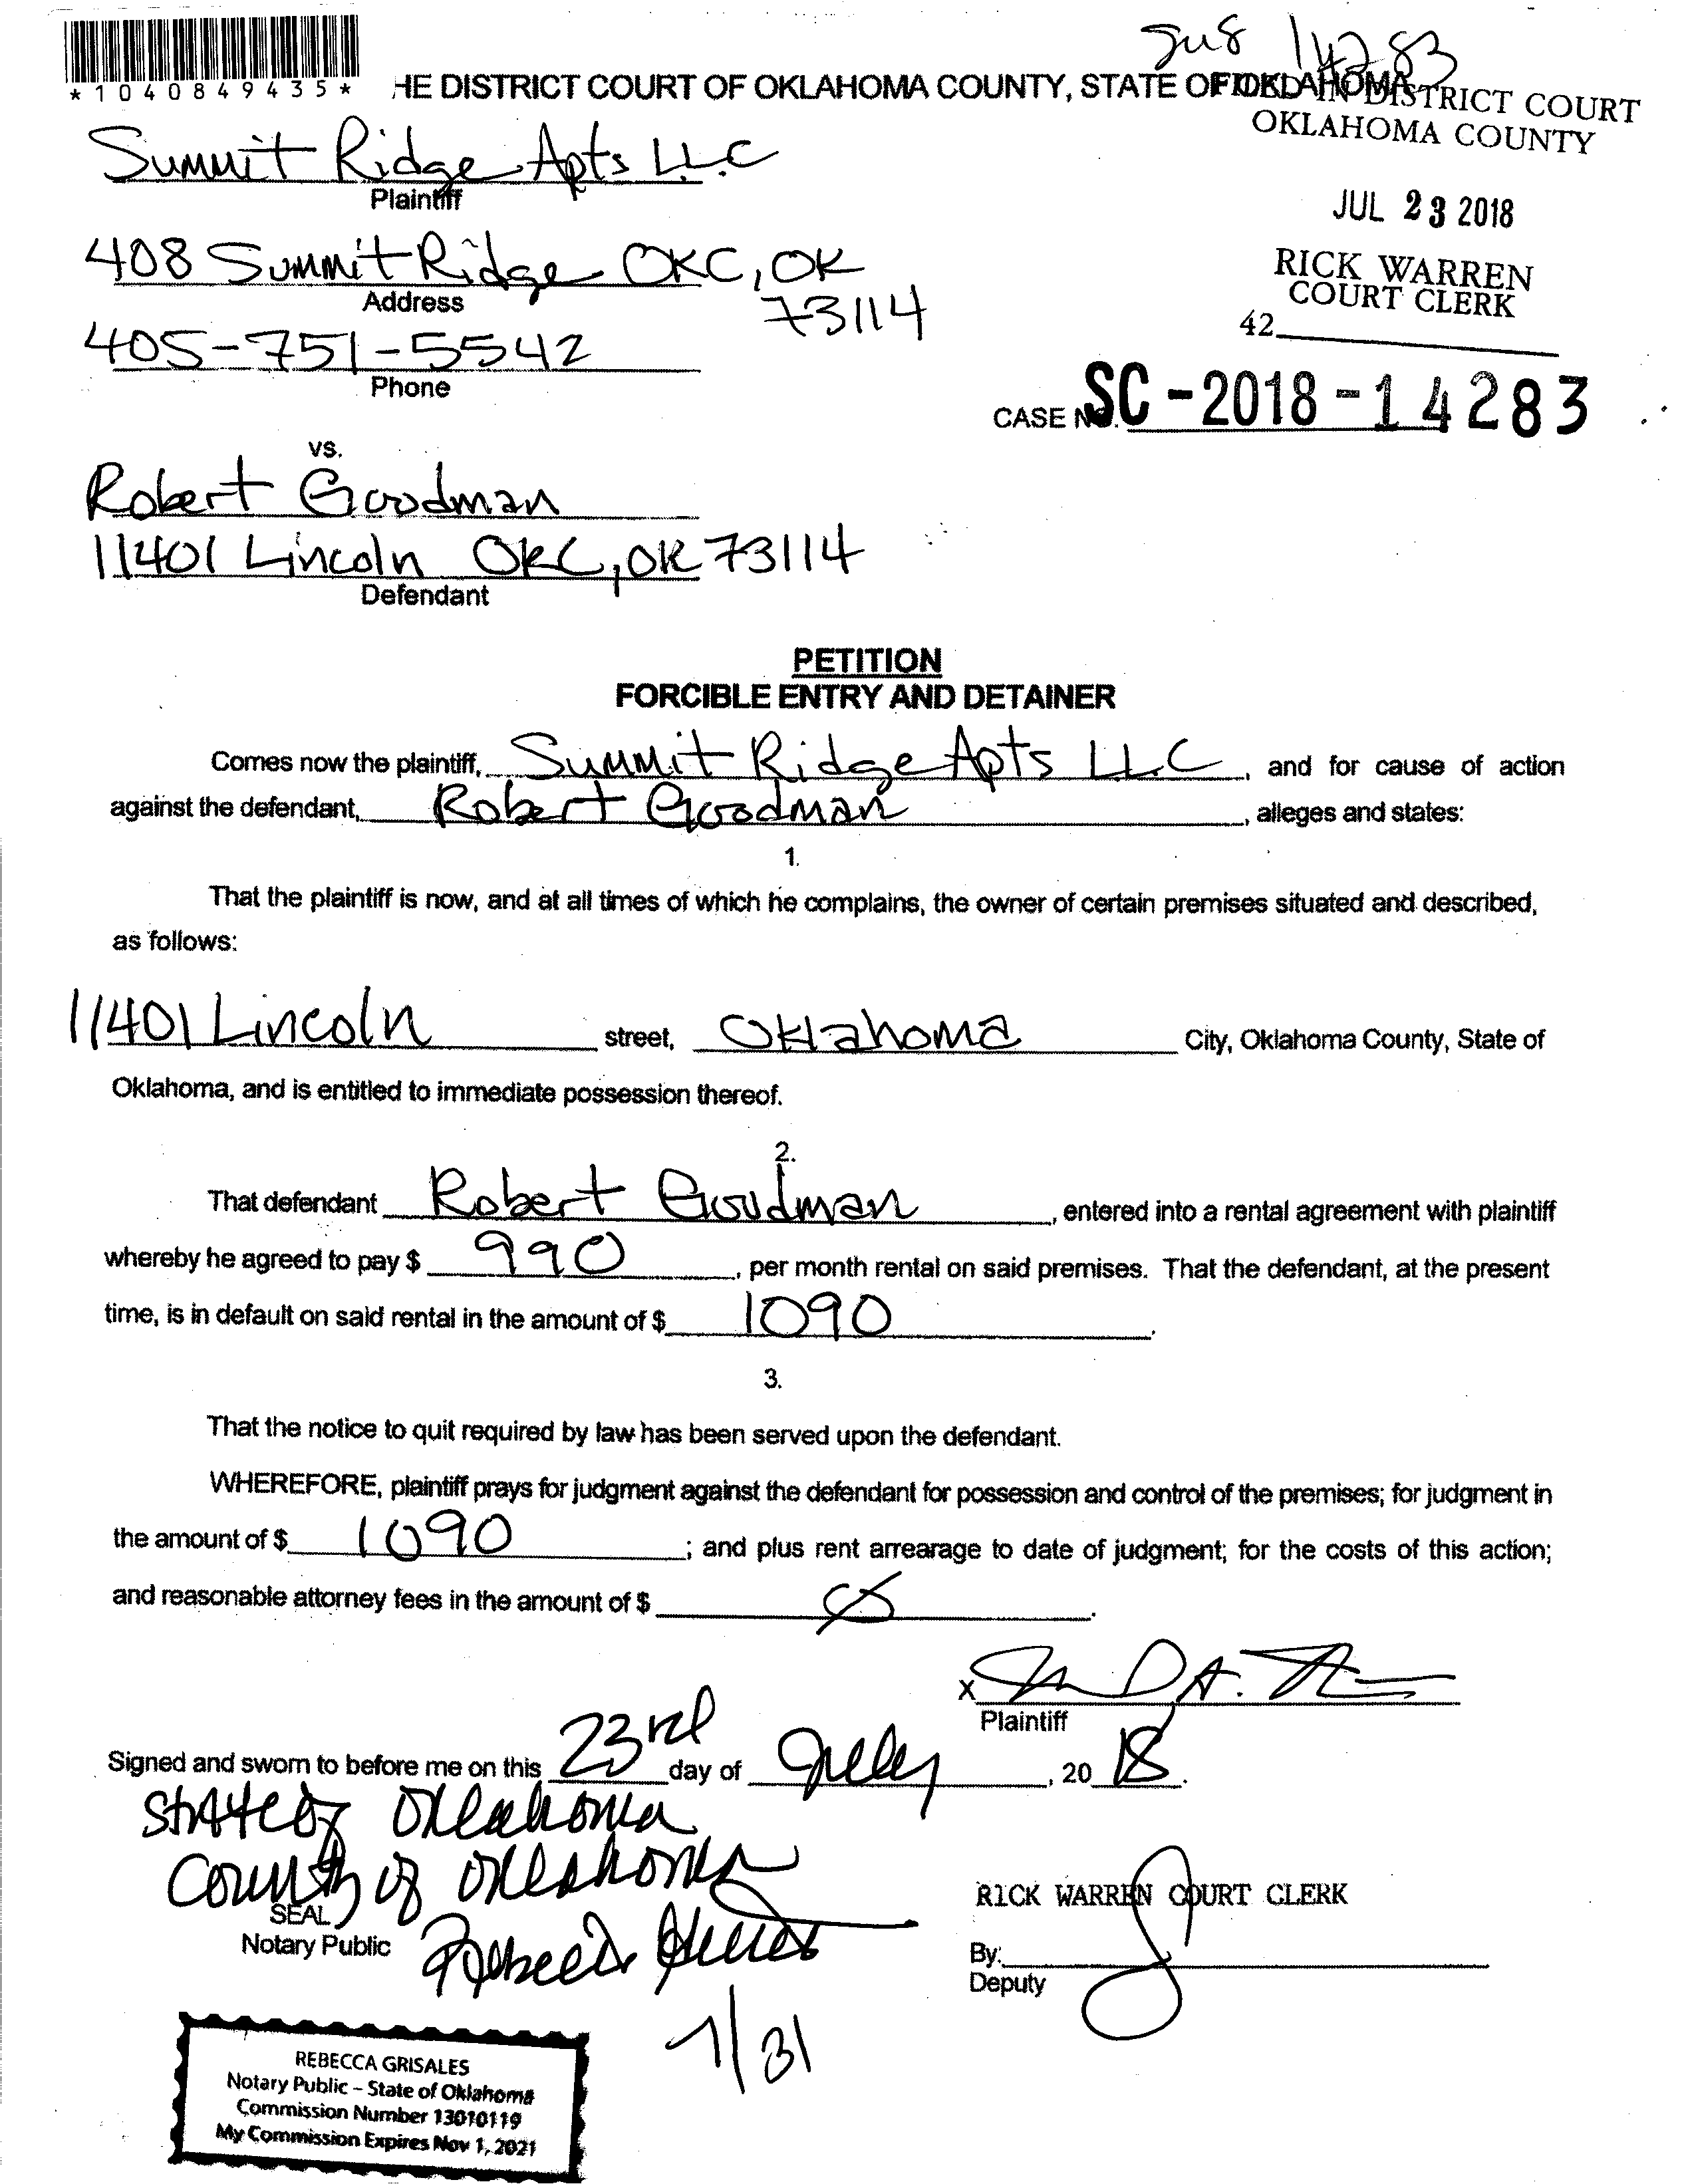 Jus 14283
*1040849435*
HE DISTRICT COURT OF OKLAHOMA COUNTY, STATE OF OKLAHOMA
FILED IN DISTRICT COURT
OKLAHOMA COUNTY
Summit Ridge Apts LLC
Plaintiff
JUL 23 2018
408 Summit Ridge OKC, OK
73114
Address
RICK WARREN
COURT CLERK
42
405-751-5542
Phone
CASE NO. SC-2018-14283
vs.
Robert Goodman
11401 Lincoln OKC, OK 73114
Defendant
PETITION
FORCIBLE ENTRY AND DETAINER
Comes now the plaintiff, Summit Ridge Apts LLC, and for cause of action
against the defendant, Robert Goodman, alleges and states:
1.
That the plaintiff is now, and at all times of which he complains, the owner of certain premises situated and described,
as follows:
11401 Lincoln street, Oklahoma City, Oklahoma County, State of
Oklahoma, and is entitled to immediate possession thereof.
2.
That defendant Robert Goodman, entered into a rental agreement with plaintiff
whereby he agreed to pay $ 990, per month rental on said premises. That the defendant, at the present
time, is in default on said rental in the amount of $ 1090.
3.
That the notice to quit required by law has been served upon the defendant.
WHEREFORE, plaintiff prays for judgment against the defendant for possession and control of the premises; for judgment in
the amount of $ 1090; and plus rent arrearage to date of judgment; for the costs of this action;
and reasonable attorney fees in the amount of $ Ø.
X
Plaintiff
Signed and sworn to before me on this 23rd day of July, 2018.
State of Oklahoma
County of Oklahoma
SEAL
Notary Public Rebecca Grisales
RICK WARREN COURT CLERK
By:
Deputy
7/31
REBECCA GRISALES
Notary Public – State of Oklahoma
Commission Number 13010119
My Commission Expires Nov 1, 2021